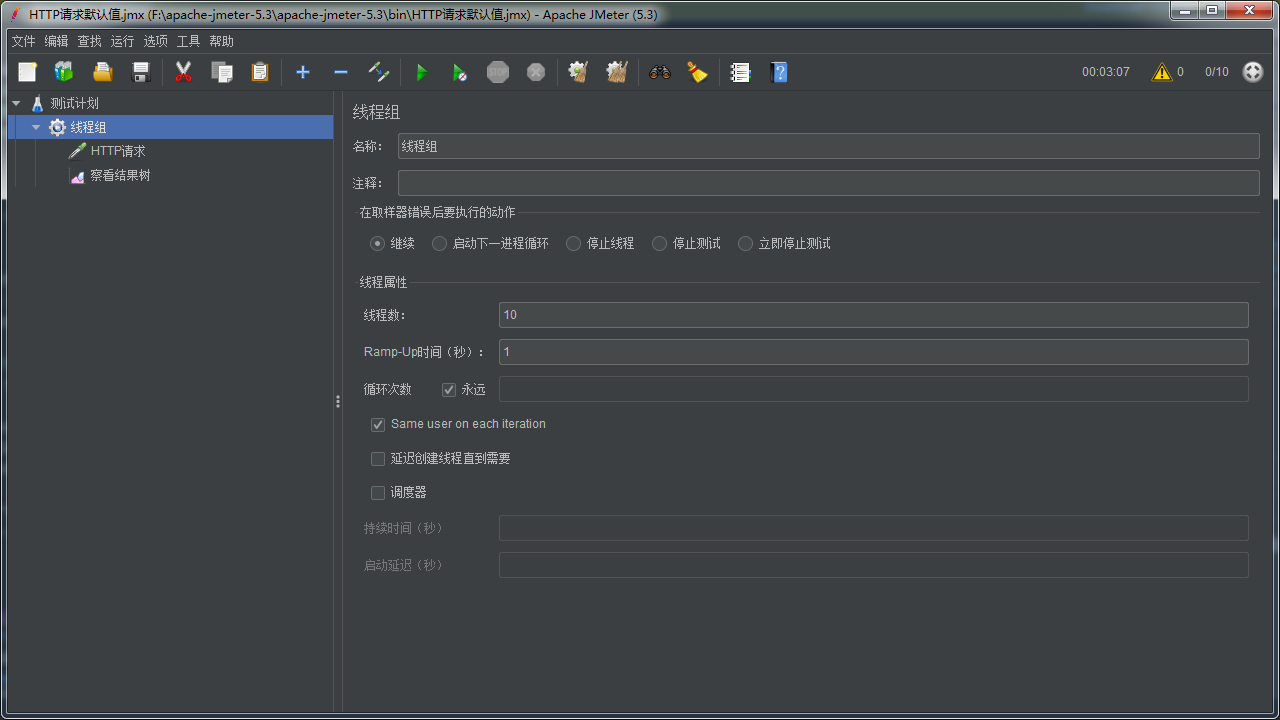 HTTP请求默认值.jmx (F:\apache-jmeter-5.3\apache-jmeter-5.3\bin\HTTP请求默认值.jmx) - Apache JMeter (5.3)
文件 编辑 查找 运行 选项 工具 帮助
STOP 00:03:07 0 0/10
测试计划
线程组
HTTP请求
察看结果树
线程组
名称： 线程组
注释：
在取样器错误后要执行的动作
继续 启动下一进程循环 停止线程 停止测试 立即停止测试
线程属性
线程数： 10
Ramp-Up时间（秒）： 1
循环次数 永远
Same user on each iteration
延迟创建线程直到需要
调度器
持续时间（秒）
启动延迟（秒）